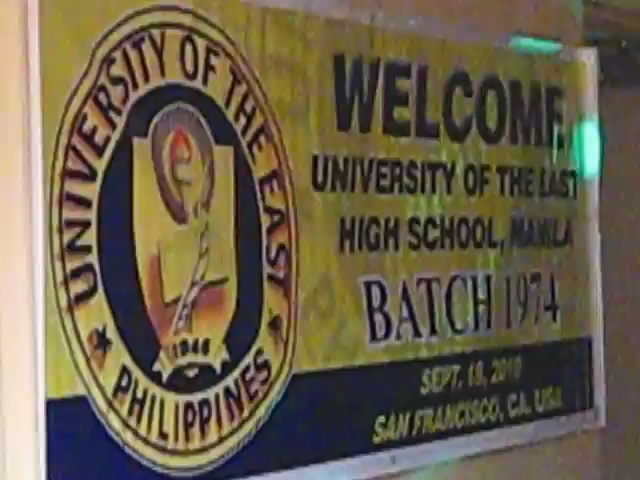 UNIVERSITY OF THE EAST
PHILIPPINES
1946
WELCOME
UNIVERSITY OF THE EAST
HIGH SCHOOL, MANILA
BATCH 1974
SEPT. 18, 2010
SAN FRANCISCO, CA. USA